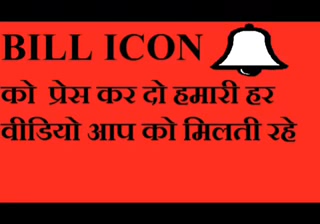 BILL ICON
को प्रेस कर दो हमारी हर
वीडियो आप को मिलती रहे